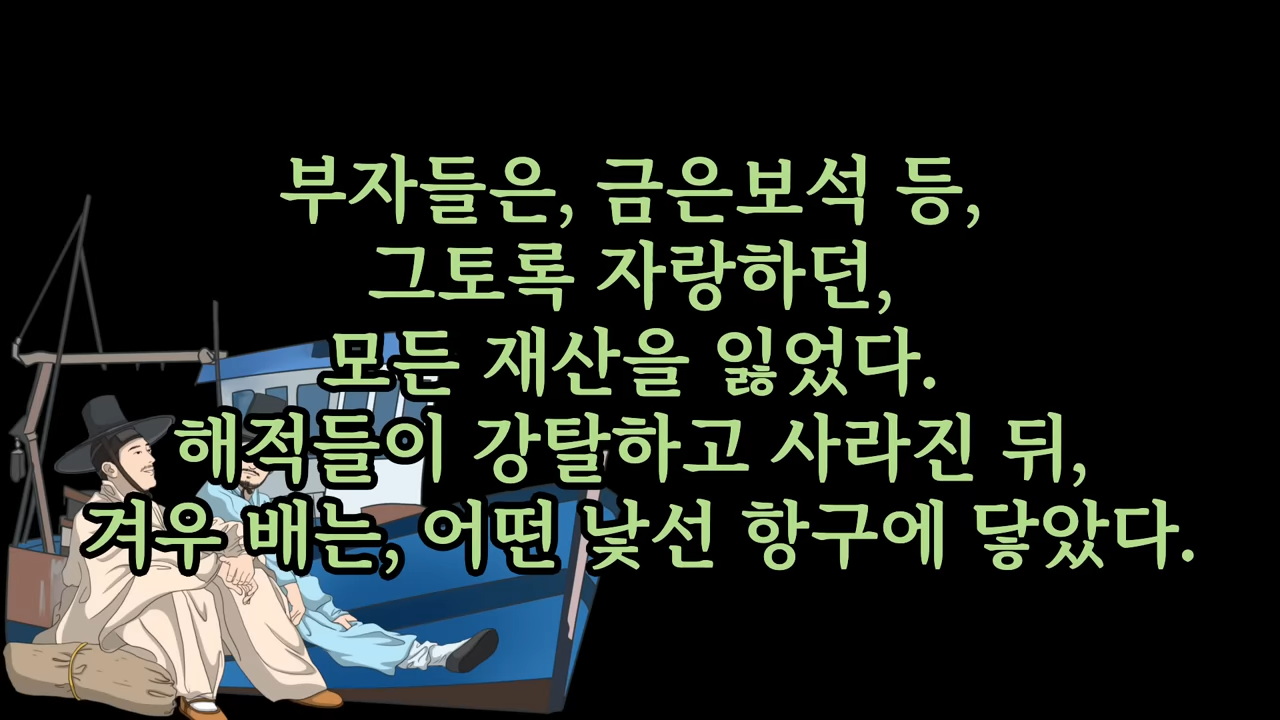 부자들은, 금은보석 등,
그토록 자랑하던,
모든 재산을 잃었다.
해적들이 강탈하고 사라진 뒤,
겨우 배는, 어떤 낯선 항구에 닿았다.